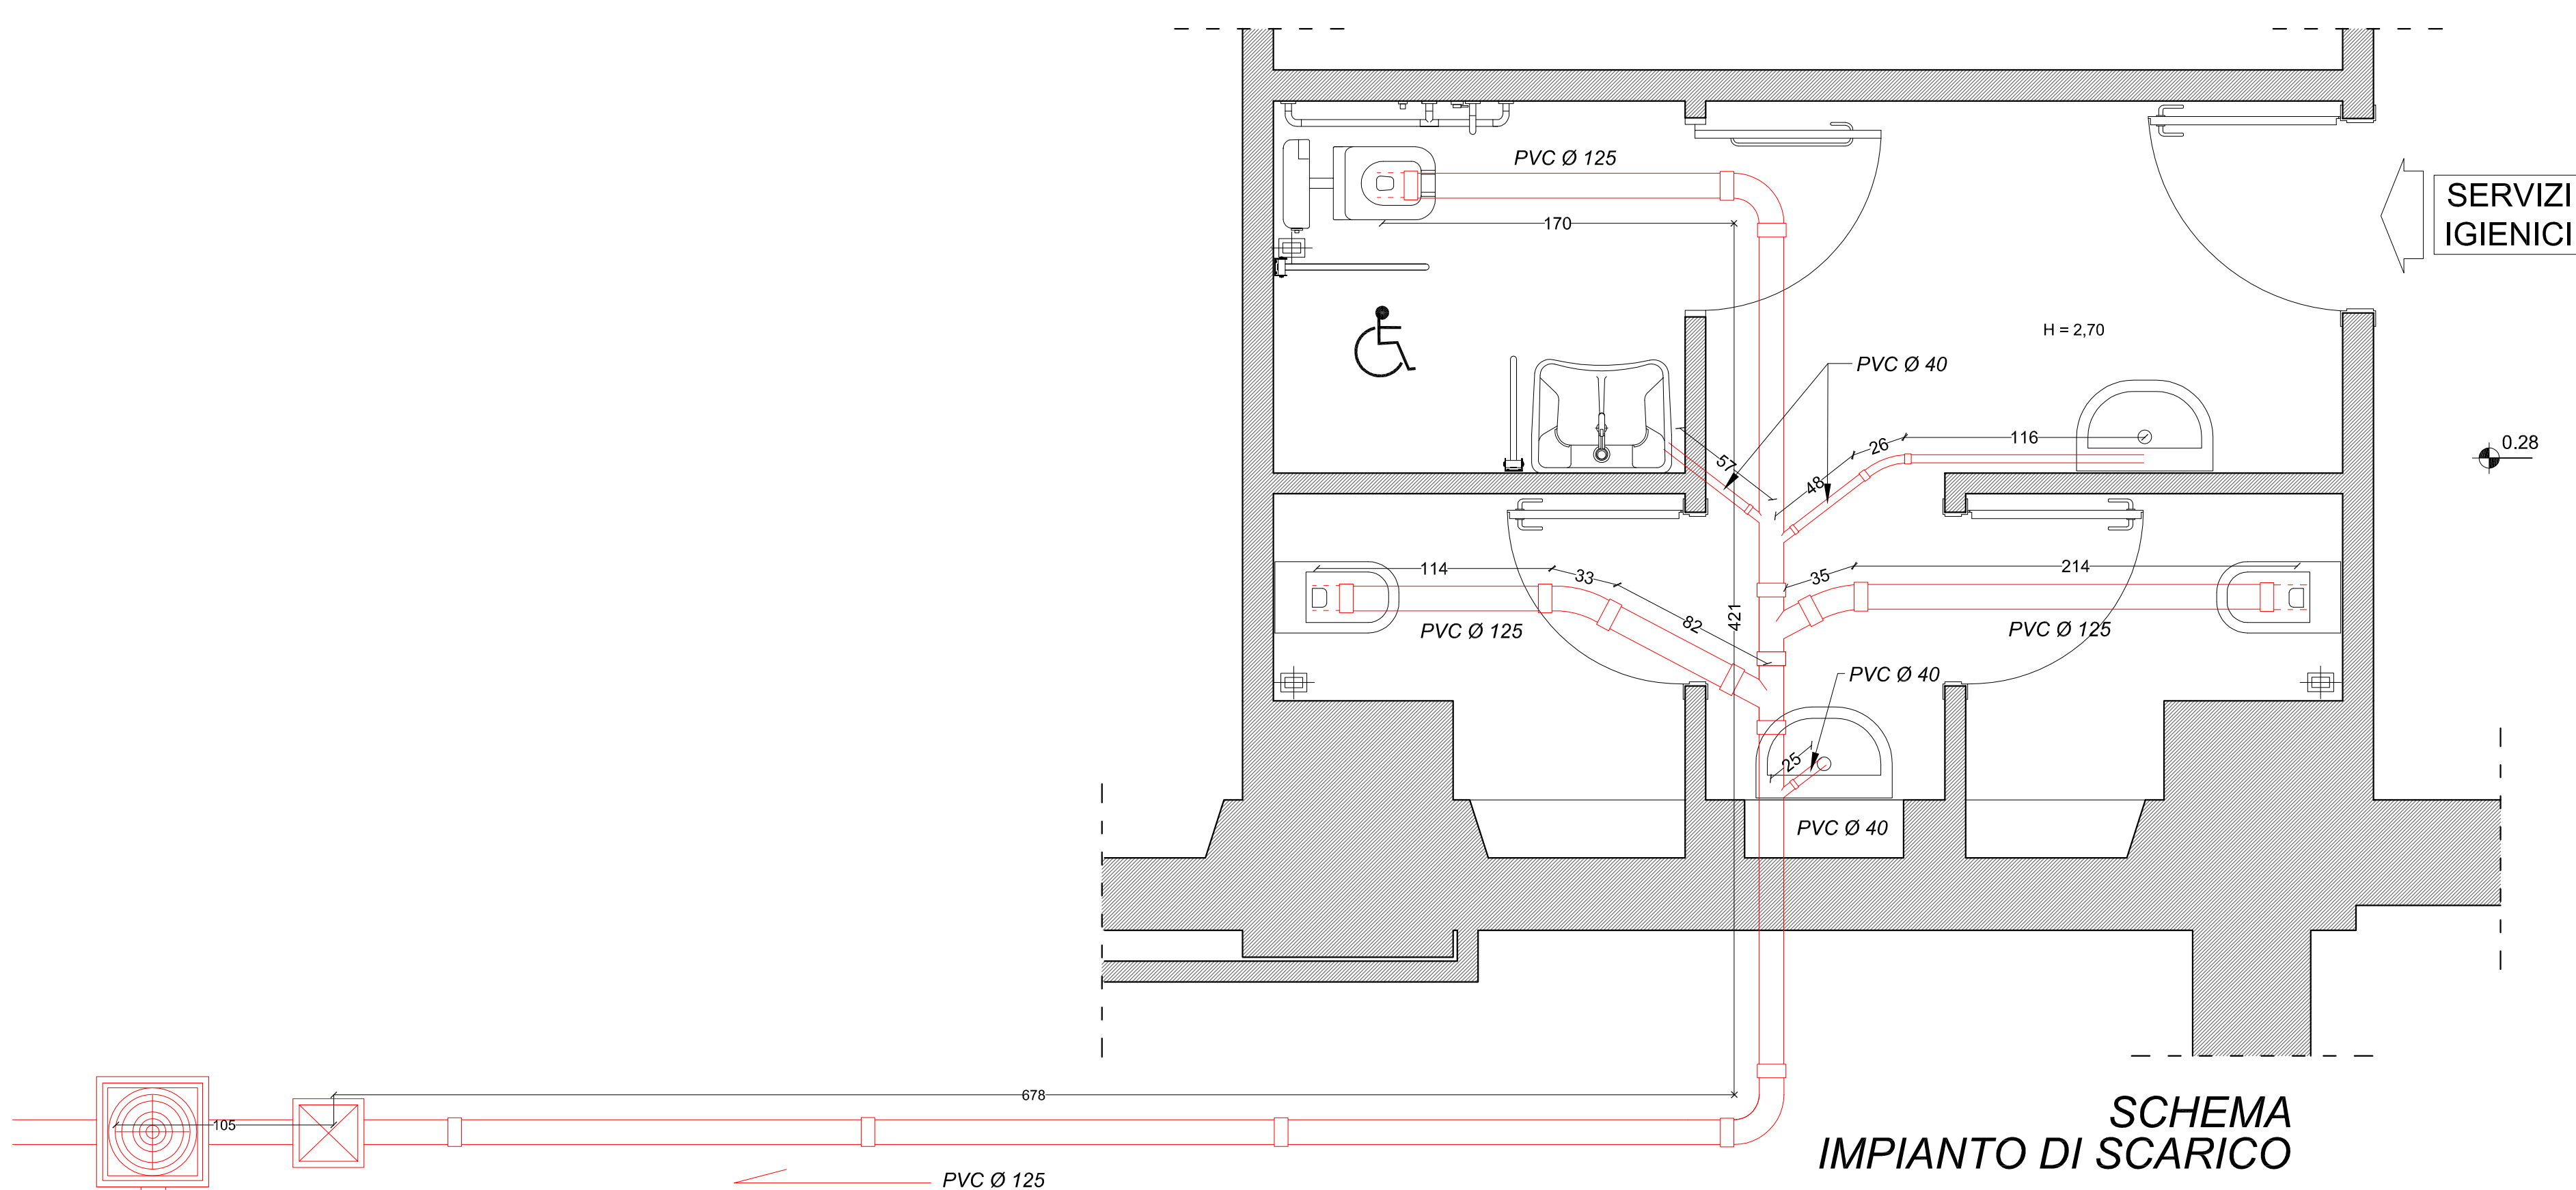 PVC Ø 125
SERVIZI
IGIENICI
170
H = 2,70
PVC Ø 40
57
48
26
116
0.28
114
33
82
421
35
214
PVC Ø 125
PVC Ø 125
PVC Ø 40
25
PVC Ø 40
678
105
PVC Ø 125
SCHEMA
IMPIANTO DI SCARICO